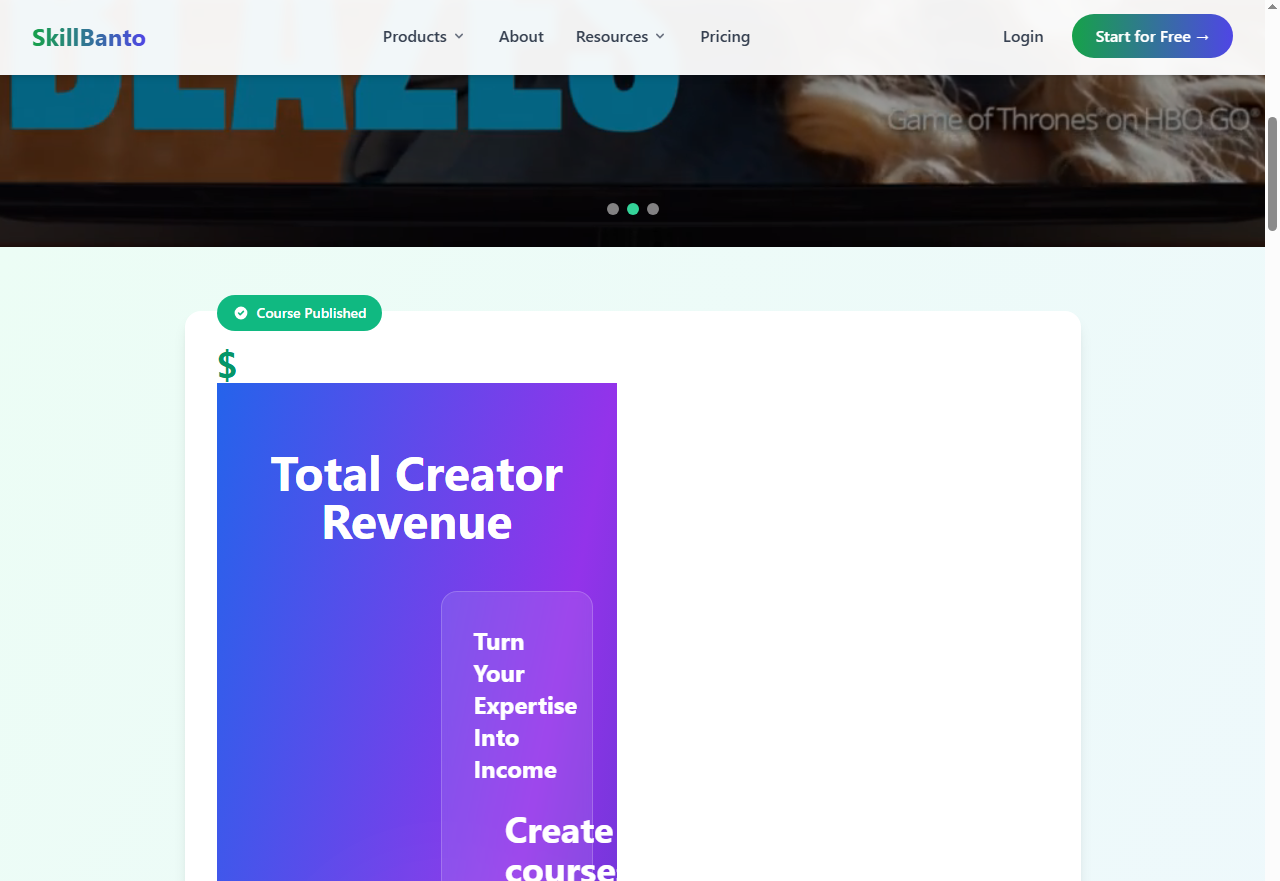 SkillBanto
Products
About
Resources
Pricing
Login
Start for Free →
BLAZES
Game of Thrones® on HBO GO®
Course Published
$
Total Creator
Revenue
Turn
Your
Expertise
Into
Income
Create
course